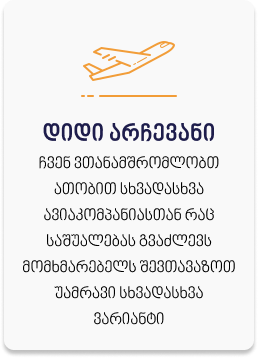 დიდი არჩევანი
ჩვენ ვთანამშრომლობთ
ათობით სხვადასხვა
ავიაკომპანიასთან რაც
საშუალებას გვაძლევს
მომხმარებელს შევთავაზოთ
უამრავი სხვადასხვა
ვარიანტი